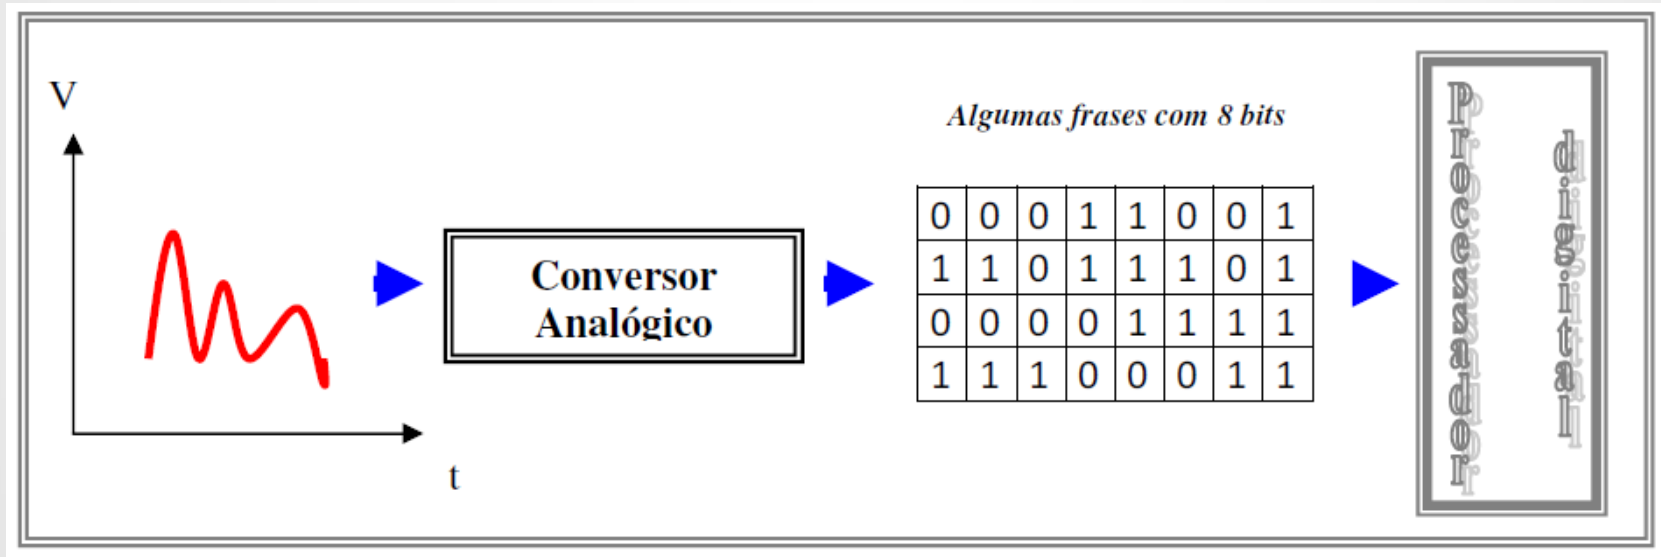 V
t
Conversor
Analógico
Algumas frases com 8 bits
0 0 0 1 1 0 0 1
1 1 0 1 1 1 0 1
0 0 0 0 1 1 1 1
1 1 1 0 0 0 1 1
Processador
digital